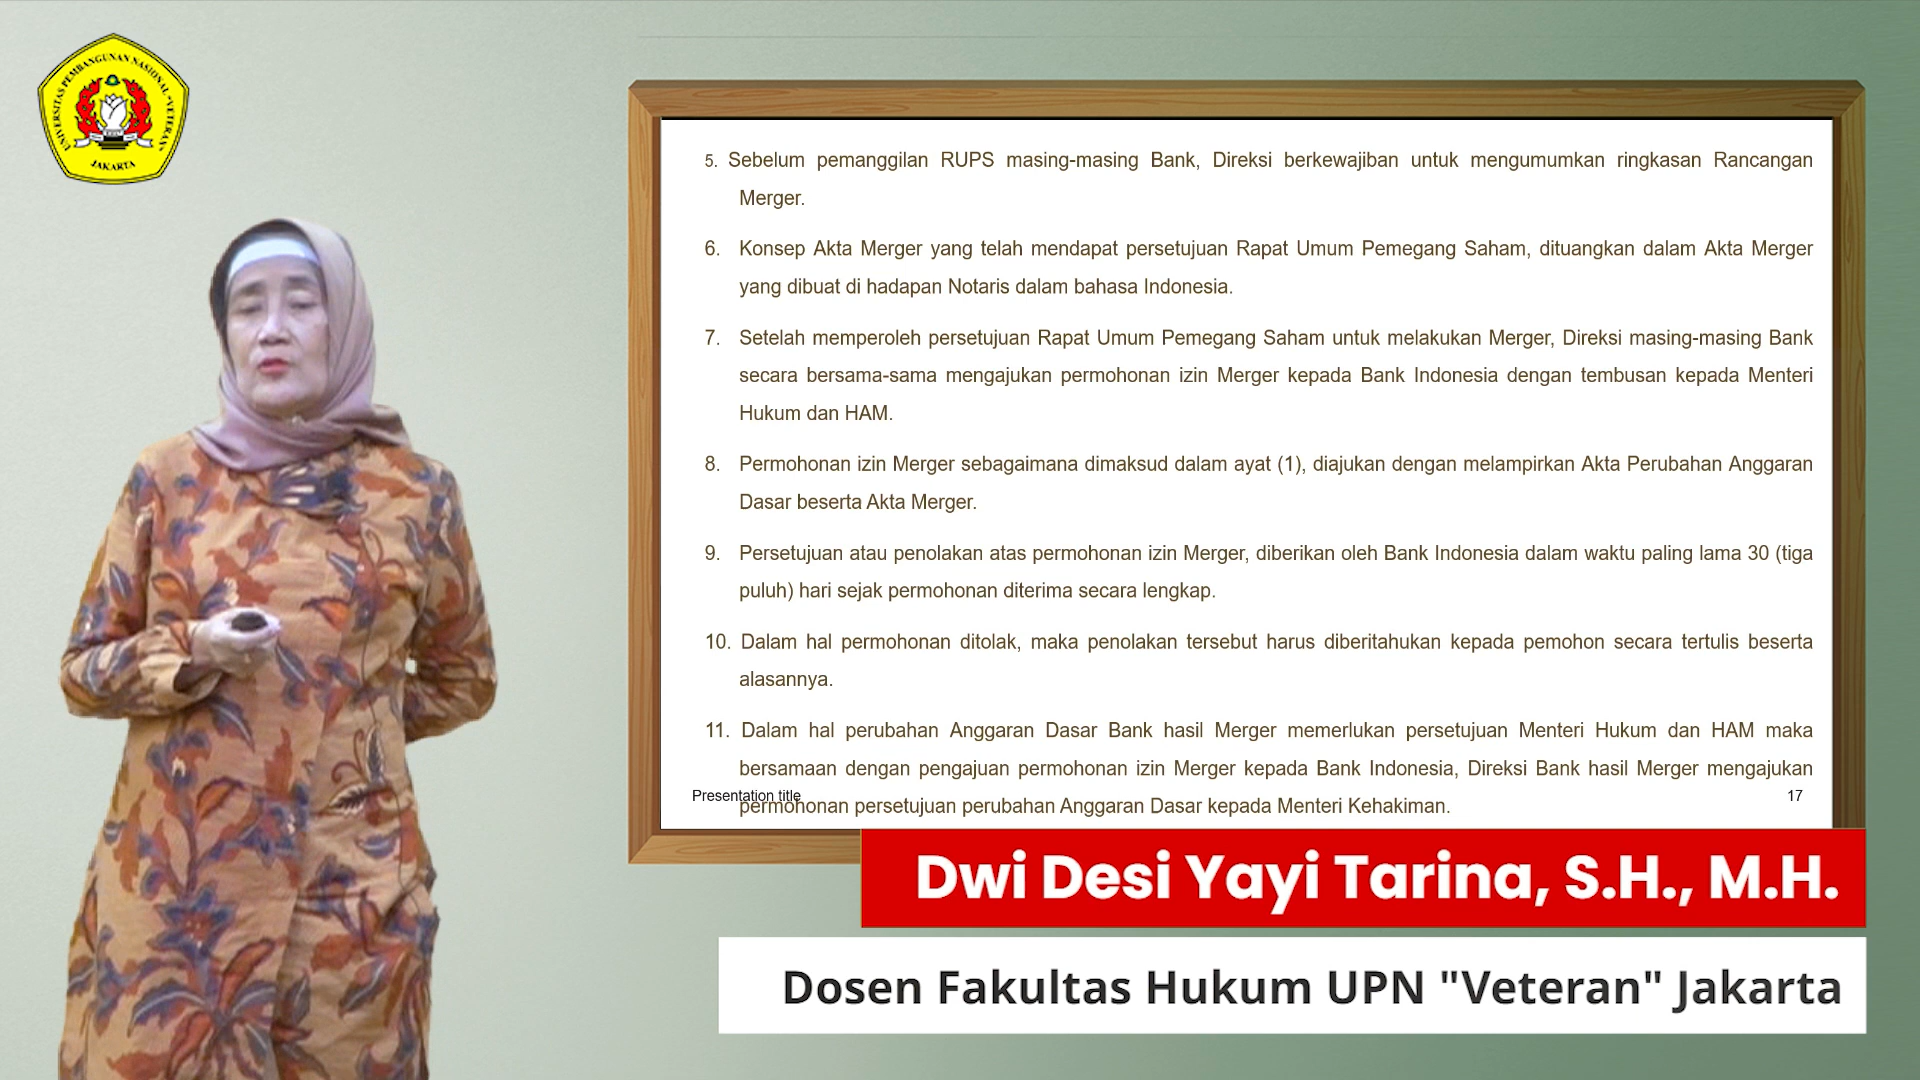 UNIVERSITAS PEMBANGUNAN NASIONAL "VETERAN"
JAKARTA
5. Sebelum pemanggilan RUPS masing-masing Bank, Direksi berkewajiban untuk mengumumkan ringkasan Rancangan
Merger.
6. Konsep Akta Merger yang telah mendapat persetujuan Rapat Umum Pemegang Saham, dituangkan dalam Akta Merger
yang dibuat di hadapan Notaris dalam bahasa Indonesia.
7. Setelah memperoleh persetujuan Rapat Umum Pemegang Saham untuk melakukan Merger, Direksi masing-masing Bank
secara bersama-sama mengajukan permohonan izin Merger kepada Bank Indonesia dengan tembusan kepada Menteri
Hukum dan HAM.
8. Permohonan izin Merger sebagaimana dimaksud dalam ayat (1), diajukan dengan melampirkan Akta Perubahan Anggaran
Dasar beserta Akta Merger.
9. Persetujuan atau penolakan atas permohonan izin Merger, diberikan oleh Bank Indonesia dalam waktu paling lama 30 (tiga
puluh) hari sejak permohonan diterima secara lengkap.
10. Dalam hal permohonan ditolak, maka penolakan tersebut harus diberitahukan kepada pemohon secara tertulis beserta
alasannya.
11. Dalam hal perubahan Anggaran Dasar Bank hasil Merger memerlukan persetujuan Menteri Hukum dan HAM maka
bersamaan dengan pengajuan permohonan izin Merger kepada Bank Indonesia, Direksi Bank hasil Merger mengajukan
permohonan persetujuan perubahan Anggaran Dasar kepada Menteri Kehakiman.
Presentation title
17
Dwi Desi Yayi Tarina, S.H., M.H.
Dosen Fakultas Hukum UPN "Veteran" Jakarta